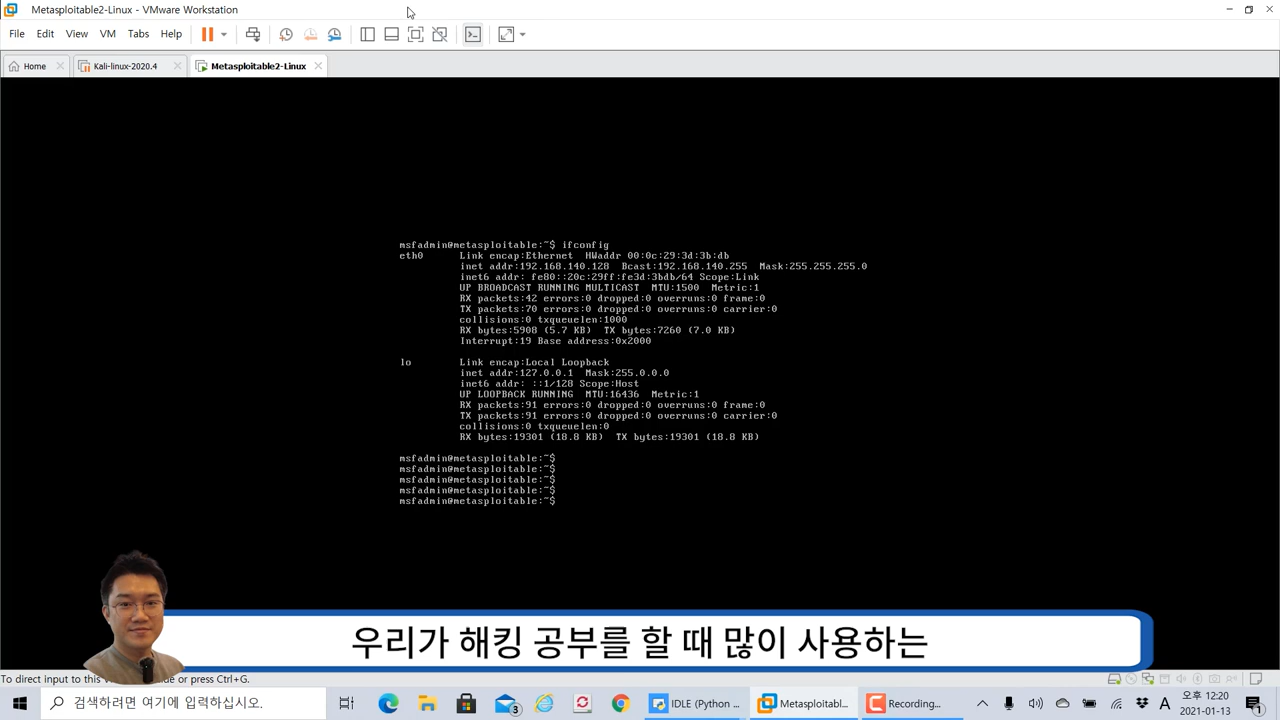 Metasploitable2-Linux - VMware Workstation
File Edit View VM Tabs Help
Home Kali-linux-2020.4 Metasploitable2-Linux
msfadmin@metasploitable:~$ ifconfig
eth0 Link encap:Ethernet HWaddr 00:0c:29:3d:3b:db
inet addr:192.168.140.128 Bcast:192.168.140.255 Mask:255.255.255.0
inet6 addr: fe80::20c:29ff:fe3d:3bdb/64 Scope:Link
UP BROADCAST RUNNING MULTICAST MTU:1500 Metric:1
RX packets:42 errors:0 dropped:0 overruns:0 frame:0
TX packets:70 errors:0 dropped:0 overruns:0 carrier:0
collisions:0 txqueuelen:1000
RX bytes:5908 (5.7 KB) TX bytes:7260 (7.0 KB)
Interrupt:19 Base address:0x2000
lo Link encap:Local Loopback
inet addr:127.0.0.1 Mask:255.0.0.0
inet6 addr: ::1/128 Scope:Host
UP LOOPBACK RUNNING MTU:16436 Metric:1
RX packets:91 errors:0 dropped:0 overruns:0 frame:0
TX packets:91 errors:0 dropped:0 overruns:0 carrier:0
collisions:0 txqueuelen:0
RX bytes:19301 (18.8 KB) TX bytes:19301 (18.8 KB)
msfadmin@metasploitable:~$
msfadmin@metasploitable:~$
msfadmin@metasploitable:~$
msfadmin@metasploitable:~$
msfadmin@metasploitable:~$
우리가 해킹 공부를 할 때 많이 사용하는
To direct input to this de or press Ctrl+G.
검색하려면 여기에 입력하십시오. 3 IDLE (Python ... Metasploitabl... Recording... A 오후 12:20
2021-01-13 1